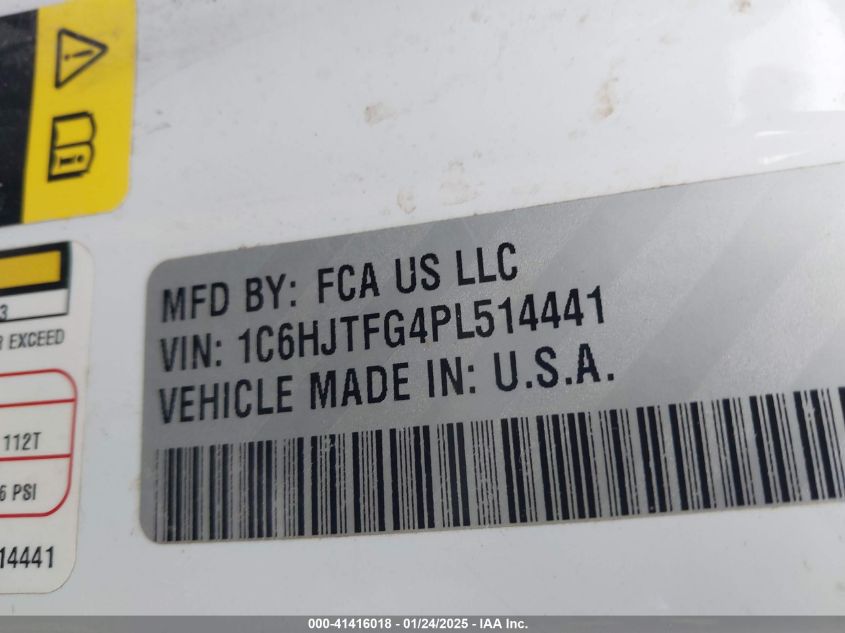 MFD BY: FCA US LLC
VIN: 1C6HJTFG4PL514441
VEHICLE MADE IN: U.S.A.
3
EXCEED
112T
6 PSI
14441
000-41416018 - 01/24/2025 - IAA Inc.